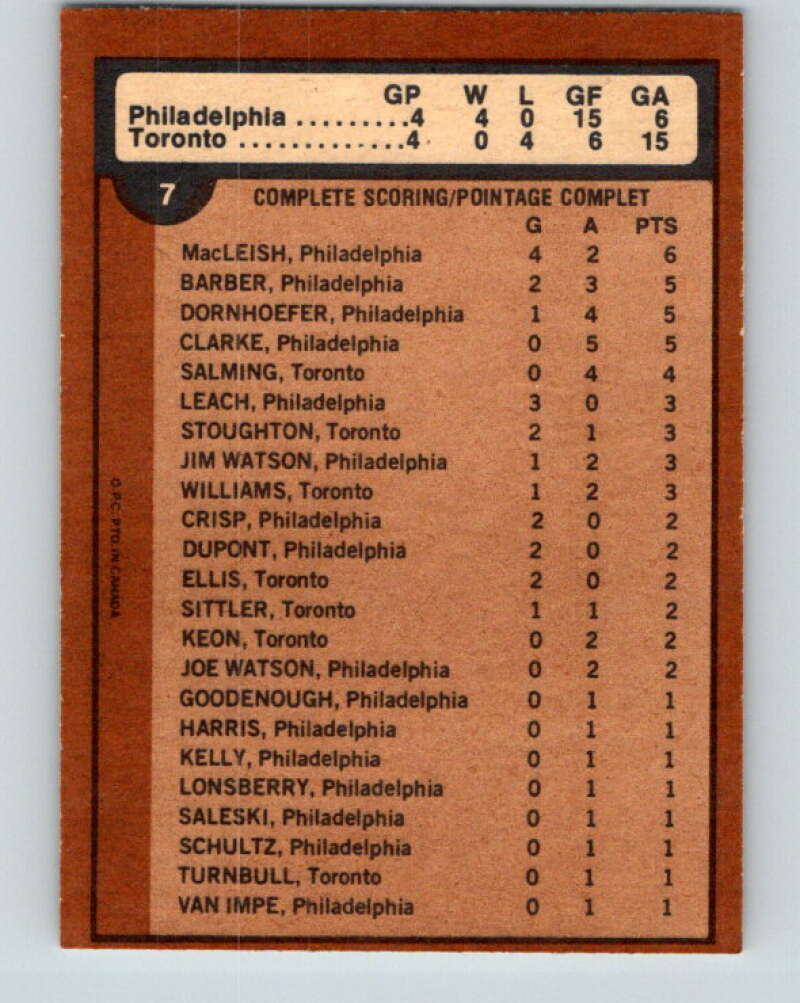 GP W L GF GA
Philadelphia .........4 4 0 15 6
Toronto .............4 0 4 6 15
7 COMPLETE SCORING/POINTAGE COMPLET
G A PTS
MacLEISH, Philadelphia 4 2 6
BARBER, Philadelphia 2 3 5
DORNHOEFER, Philadelphia 1 4 5
CLARKE, Philadelphia 0 5 5
SALMING, Toronto 0 4 4
LEACH, Philadelphia 3 0 3
STOUGHTON, Toronto 2 1 3
JIM WATSON, Philadelphia 1 2 3
WILLIAMS, Toronto 1 2 3
CRISP, Philadelphia 2 0 2
DUPONT, Philadelphia 2 0 2
ELLIS, Toronto 2 0 2
SITTLER, Toronto 1 1 2
KEON, Toronto 0 2 2
JOE WATSON, Philadelphia 0 2 2
GOODENOUGH, Philadelphia 0 1 1
HARRIS, Philadelphia 0 1 1
KELLY, Philadelphia 0 1 1
LONSBERRY, Philadelphia 0 1 1
SALESKI, Philadelphia 0 1 1
SCHULTZ, Philadelphia 0 1 1
TURNBULL, Toronto 0 1 1
VAN IMPE, Philadelphia 0 1 1
O.P.C. PTD IN CANADA